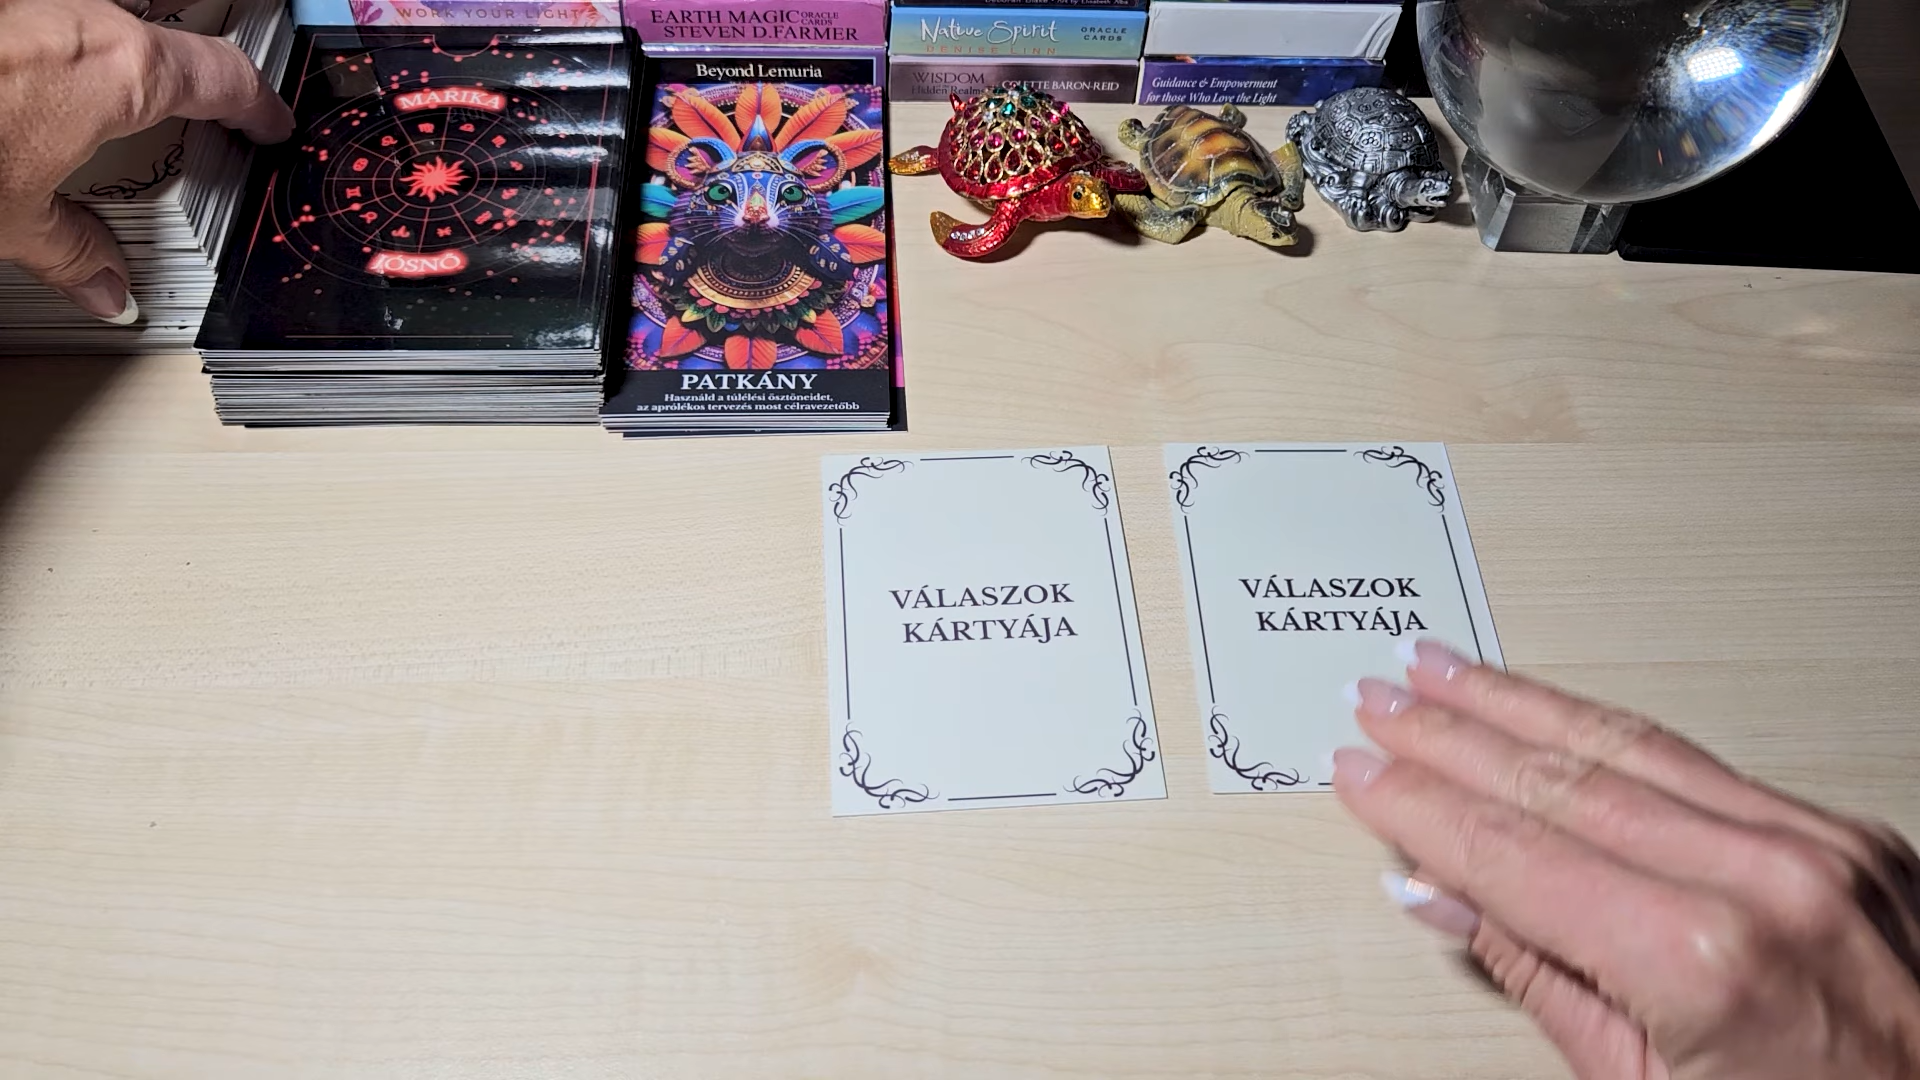 WORK YOUR LIGHT
EARTH MAGIC ORACLE CARDS
STEVEN D. FARMER
Native Spirit
ORACLE CARDS
DENISE LINN
WISDOM
Hidden Realms
COLETTE BARON-REID
Guidance & Empowerment
for those Who Love the Light
K
MARIKA
JÓSNŐ
Beyond Lemuria
PATKÁNY
Használd a túlélési ösztöneidet,
az aprólékos tervezés most célravezetőbb
VÁLASZOK
KÁRTYÁJA
VÁLASZOK
KÁRTYÁJA